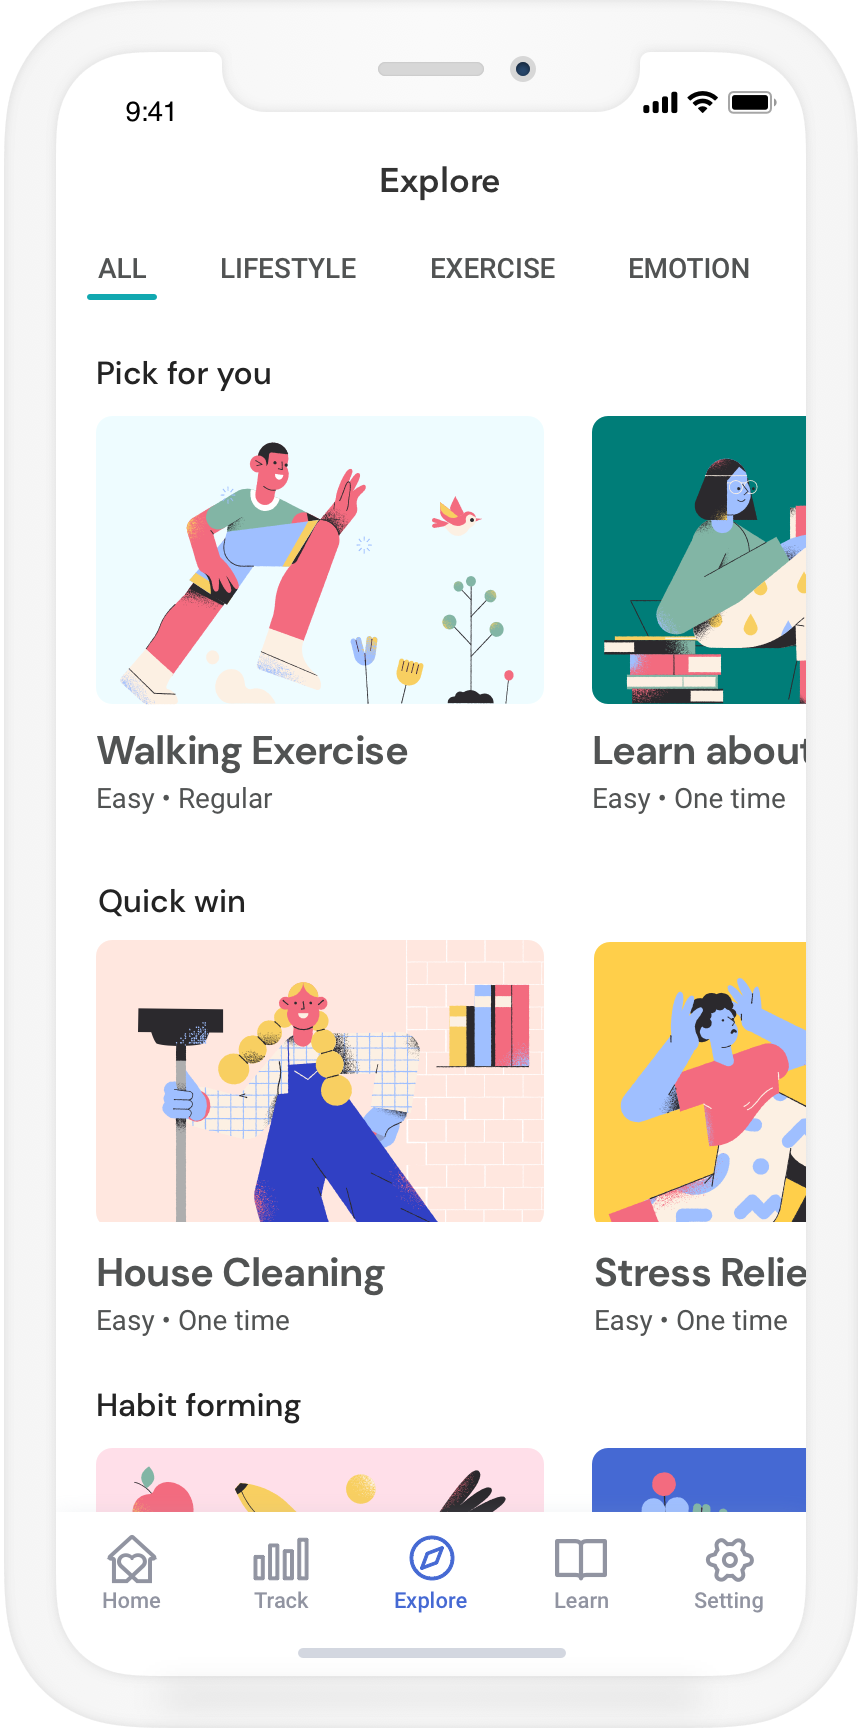 9:41
Explore
ALL LIFESTYLE EXERCISE EMOTION
Pick for you
Walking Exercise
Easy • Regular
Learn about
Easy • One time
Quick win
House Cleaning
Easy • One time
Stress Relie
Easy • One time
Habit forming
Home Track Explore Learn Setting